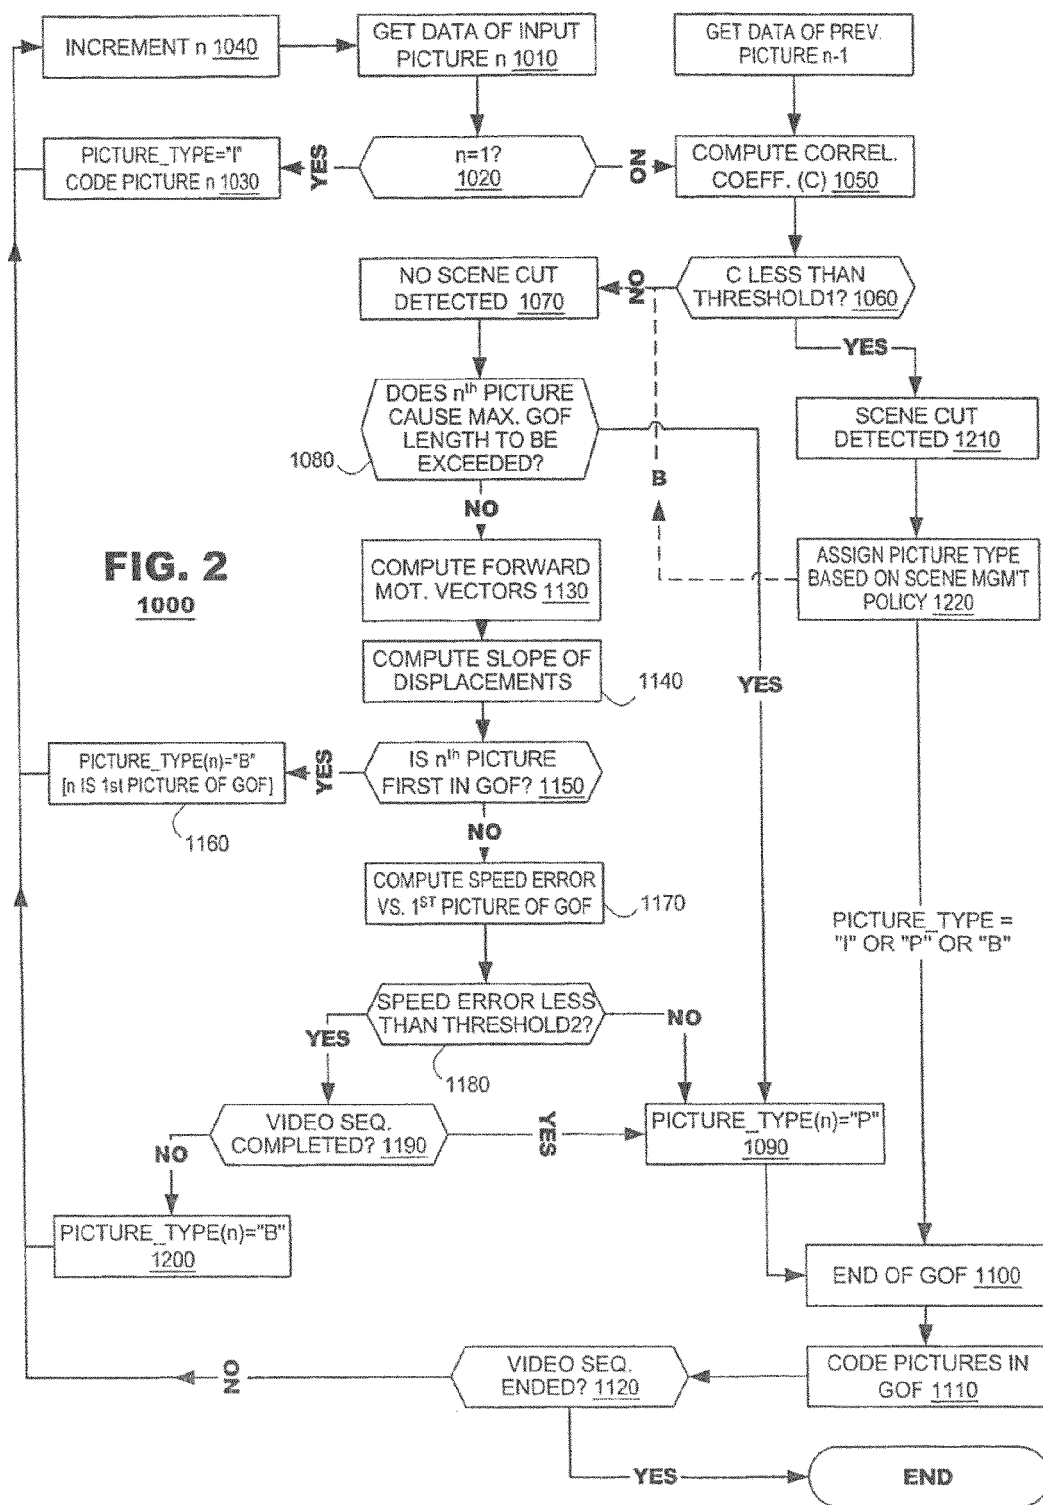 INCREMENT n 1040
GET DATA OF INPUT
PICTURE n 1010
GET DATA OF PREV.
PICTURE n-1
PICTURE_TYPE="I"
CODE PICTURE n 1030
YES
n=1?
1020
NO
COMPUTE CORREL.
COEFF. (C) 1050
NO SCENE CUT
DETECTED 1070
NO
C LESS THAN
THRESHOLD1? 1060
YES
DOES nth PICTURE
CAUSE MAX. GOF
LENGTH TO BE
EXCEEDED?
1080
SCENE CUT
DETECTED 1210
B
NO
FIG. 2
1000
COMPUTE FORWARD
MOT. VECTORS 1130
ASSIGN PICTURE TYPE
BASED ON SCENE MGM'T
POLICY 1220
COMPUTE SLOPE OF
DISPLACEMENTS
1140
YES
PICTURE_TYPE(n)="B"
[n IS 1st PICTURE OF GOF]
1160
YES
IS nth PICTURE
FIRST IN GOF? 1150
NO
COMPUTE SPEED ERROR
VS. 1ST PICTURE OF GOF
1170
PICTURE_TYPE =
"I" OR "P" OR "B"
SPEED ERROR LESS
THAN THRESHOLD2?
1180
YES
NO
VIDEO SEQ.
COMPLETED? 1190
YES
PICTURE_TYPE(n)="P"
1090
NO
PICTURE_TYPE(n)="B"
1200
END OF GOF 1100
CODE PICTURES IN
GOF 1110
VIDEO SEQ.
ENDED? 1120
NO
YES
END